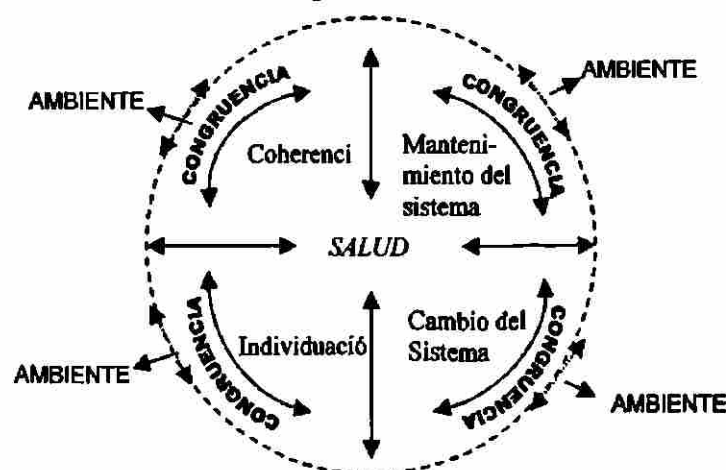 AMBIENTE
CONGRUENCIA
CONGRUENCIA
AMBIENTE
Coherenci
Manteni-
miento del
sistema
SALUD
Individuació
Cambio del
Sistema
AMBIENTE
CONGRUENCIA
CONGRUENCIA
AMBIENTE